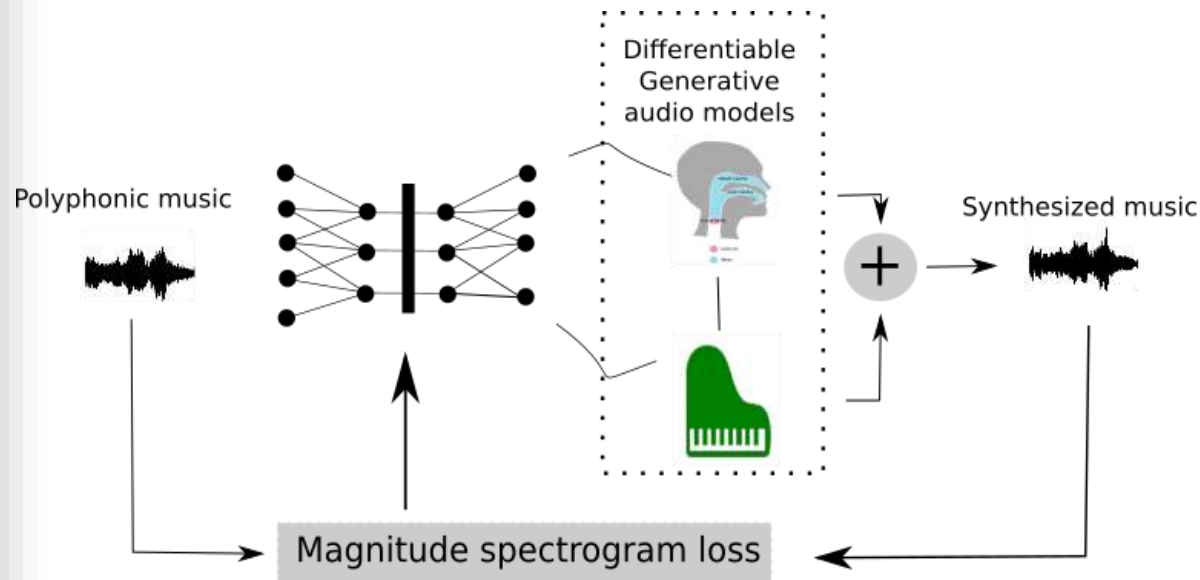 Differentiable
Generative
audio models
Polyphonic music
Synthesized music
+
Magnitude spectrogram loss